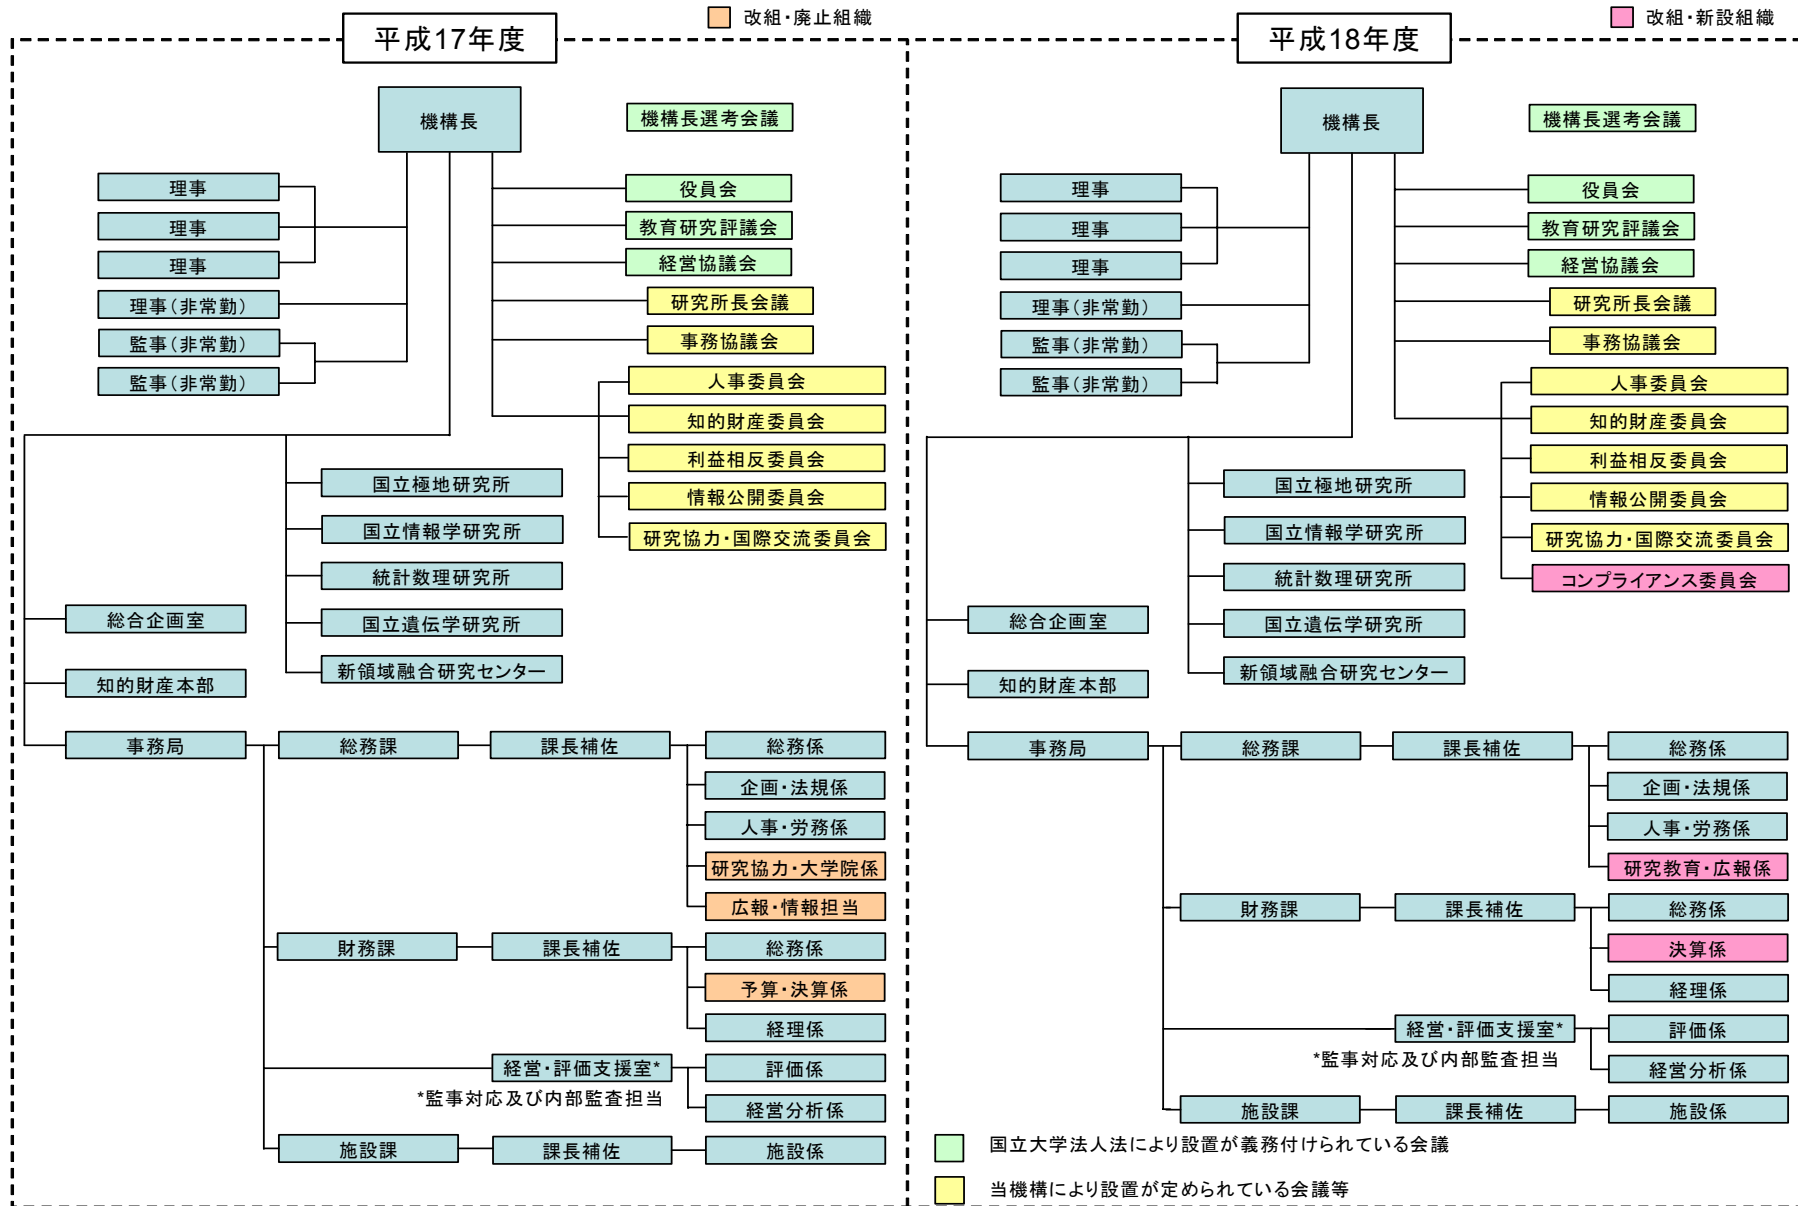 改組・廃止組織
平成17年度
機構長
機構長選考会議
理事
役員会
理事
教育研究評議会
理事
経営協議会
理事(非常勤)
研究所長会議
監事(非常勤)
事務協議会
監事(非常勤)
人事委員会
知的財産委員会
利益相反委員会
情報公開委員会
研究協力・国際交流委員会
国立極地研究所
国立情報学研究所
統計数理研究所
国立遺伝学研究所
新領域融合研究センター
総合企画室
知的財産本部
事務局
総務課
課長補佐
総務係
企画・法規係
人事・労務係
研究協力・大学院係
広報・情報担当
財務課
課長補佐
総務係
予算・決算係
経理係
経営・評価支援室*
*監事対応及び内部監査担当
評価係
経営分析係
施設課
課長補佐
施設係
改組・新設組織
平成18年度
機構長
機構長選考会議
理事
役員会
理事
教育研究評議会
理事
経営協議会
理事(非常勤)
研究所長会議
監事(非常勤)
事務協議会
監事(非常勤)
人事委員会
知的財産委員会
利益相反委員会
情報公開委員会
研究協力・国際交流委員会
コンプライアンス委員会
国立極地研究所
国立情報学研究所
統計数理研究所
国立遺伝学研究所
新領域融合研究センター
総合企画室
知的財産本部
事務局
総務課
課長補佐
総務係
企画・法規係
人事・労務係
研究教育・広報係
財務課
課長補佐
総務係
決算係
経理係
経営・評価支援室*
*監事対応及び内部監査担当
評価係
経営分析係
施設課
課長補佐
施設係
国立大学法人法により設置が義務付けられている会議
当機構により設置が定められている会議等